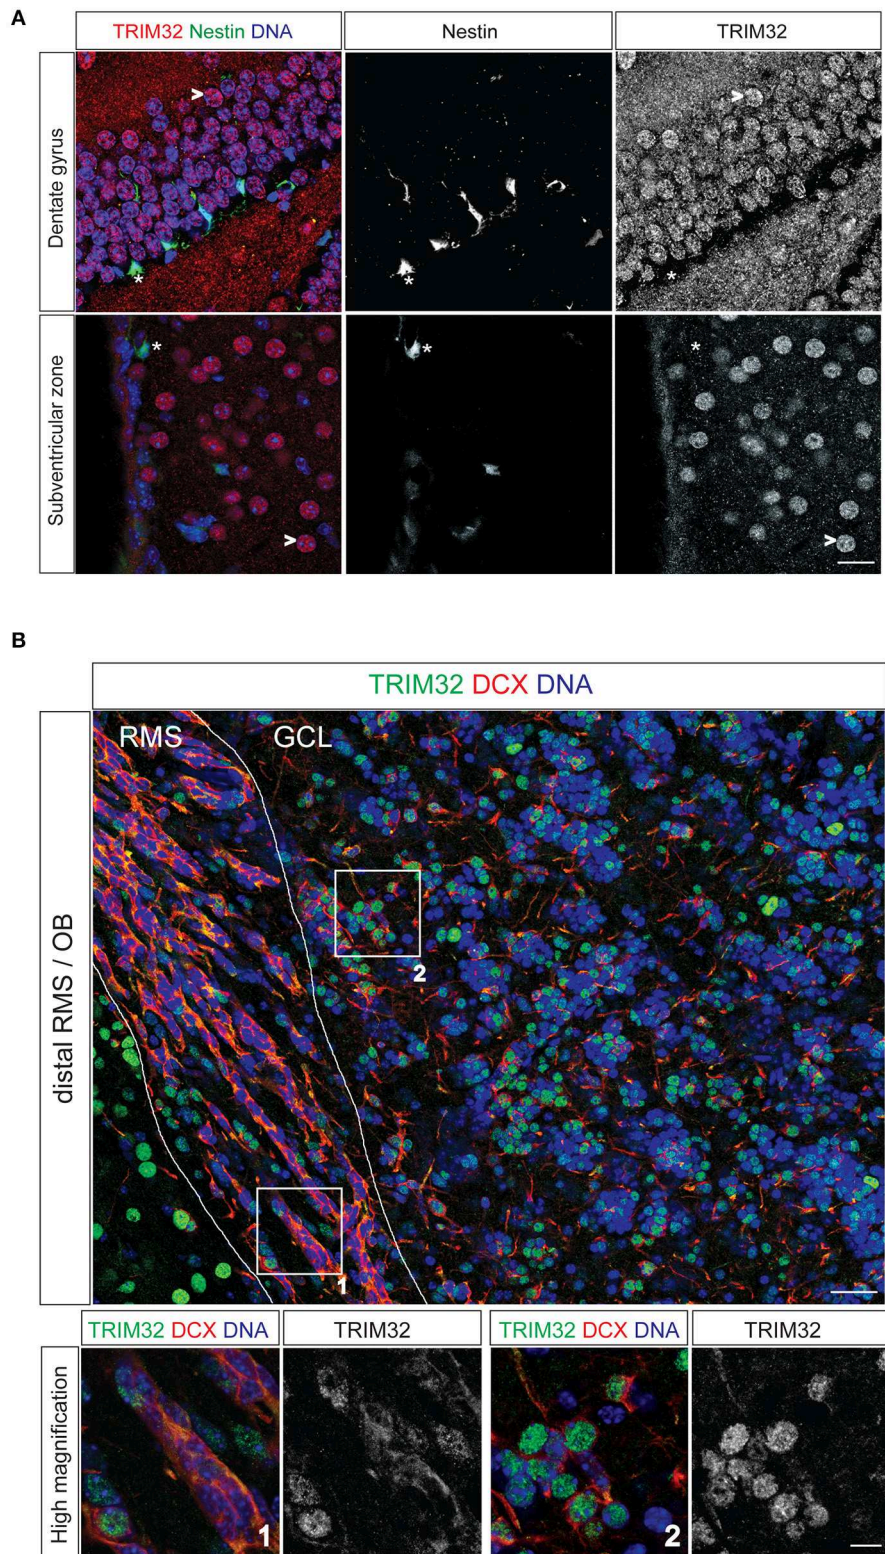 A
TRIM32 Nestin DNA
Nestin
TRIM32
Dentate gyrus
>
*
*
>
*
Subventricular zone
*
>
*
*
>
B
TRIM32 DCX DNA
distal RMS / OB
RMS
GCL
2
1
TRIM32 DCX DNA
TRIM32
TRIM32 DCX DNA
TRIM32
High magnification
1
2